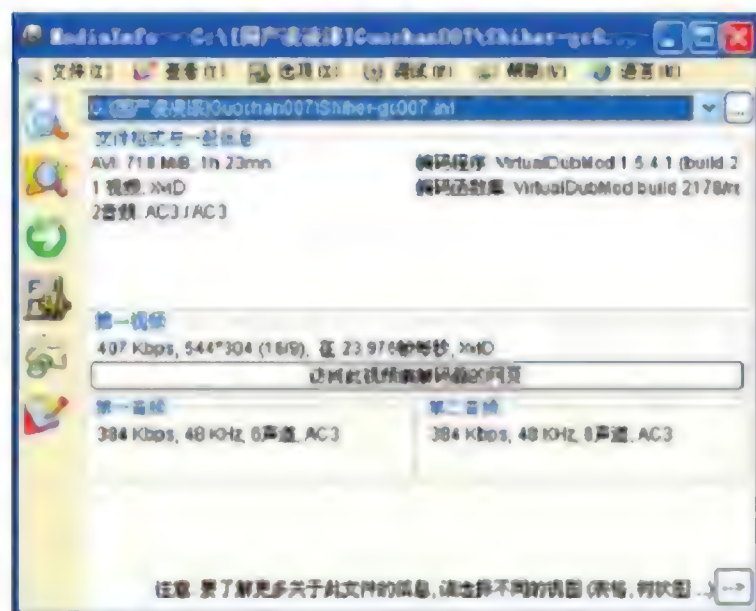 MediaInfo - G:\[国产凌凌漆]Guochan007\Shiher-gc0...
文件 查看 选项 调试 帮助 语言
G:\[国产凌凌漆]Guochan007\Shiher-gc007.avi
文件格式与一般信息
AVI: 718 MiB, 1h 23mn
编码程序: VirtualDubMod 1.5.4.1 (build 2
1 视频: XviD
编码函数库: VirtualDubMod build 2178/re
2音频: AC3 / AC3
第一视频
407 Kbps, 544*304 (16/9), 在 23.976帧每秒, XviD
访问此视频编解码器的网页
第一音频
384 Kbps, 48 KHz, 6声道, AC3
第二音频
384 Kbps, 48 KHz, 6声道, AC3
注意: 要了解更多关于此文件的信息, 请选择不同的视图 (表格, 树状图 ...)
-->